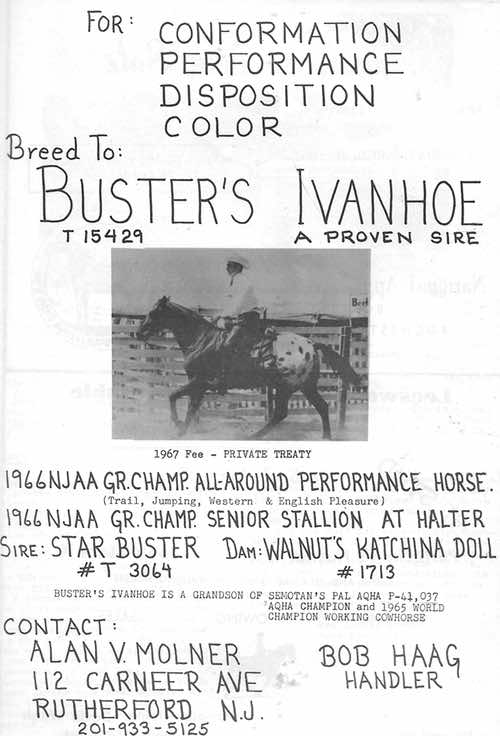 FOR: CONFORMATION
PERFORMANCE
DISPOSITION
COLOR
Breed To:
BUSTER'S IVANHOE
T 15429 A PROVEN SIRE
Beef
1967 Fee - PRIVATE TREATY
1966 NJAA GR. CHAMP. ALL-AROUND PERFORMANCE HORSE.
(Trail, Jumping, Western & English Pleasure)
1966 NJAA GR. CHAMP. SENIOR STALLION AT HALTER
SIRE: STAR BUSTER DAM: WALNUT'S KATCHINA DOLL
#T 3064 #1713
BUSTER'S IVANHOE IS A GRANDSON OF SEMOTAN'S PAL AQHA P-41,037
AQHA CHAMPION and 1965 WORLD
CHAMPION WORKING COWHORSE
CONTACT:
ALAN V. MOLNER BOB HAAG
112 CARNEER AVE HANDLER
RUTHERFORD N.J.
201-933-5125